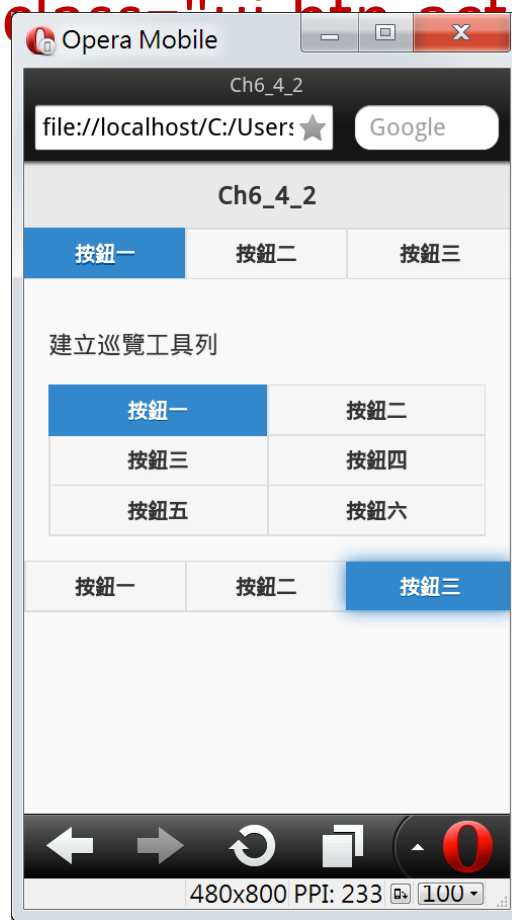 Opera Mobile
Ch6_4_2
file://localhost/C:/Users
Google
Ch6_4_2
按鈕一 按鈕二 按鈕三
建立巡覽工具列
按鈕一 按鈕二
按鈕三 按鈕四
按鈕五 按鈕六
按鈕一 按鈕二 按鈕三
480x800 PPI: 233 100